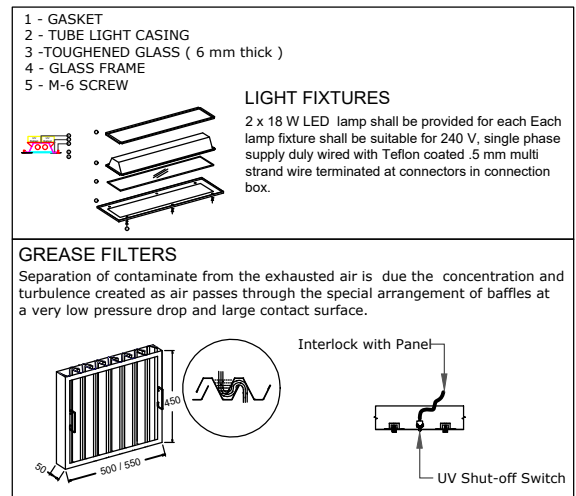 1 - GASKET
2 - TUBE LIGHT CASING
3 -TOUGHENED GLASS ( 6 mm thick )
4 - GLASS FRAME
5 - M-6 SCREW
LIGHT FIXTURES
2 x 18 W LED lamp shall be provided for each Each
lamp fixture shall be suitable for 240 V, single phase
supply duly wired with Teflon coated .5 mm multi
strand wire terminated at connectors in connection
box.
GREASE FILTERS
Separation of contaminate from the exhausted air is due the concentration and
turbulence created as air passes through the special arrangement of baffles at
a very low pressure drop and large contact surface.
Interlock with Panel
450
50
500 / 550
UV Shut-off Switch